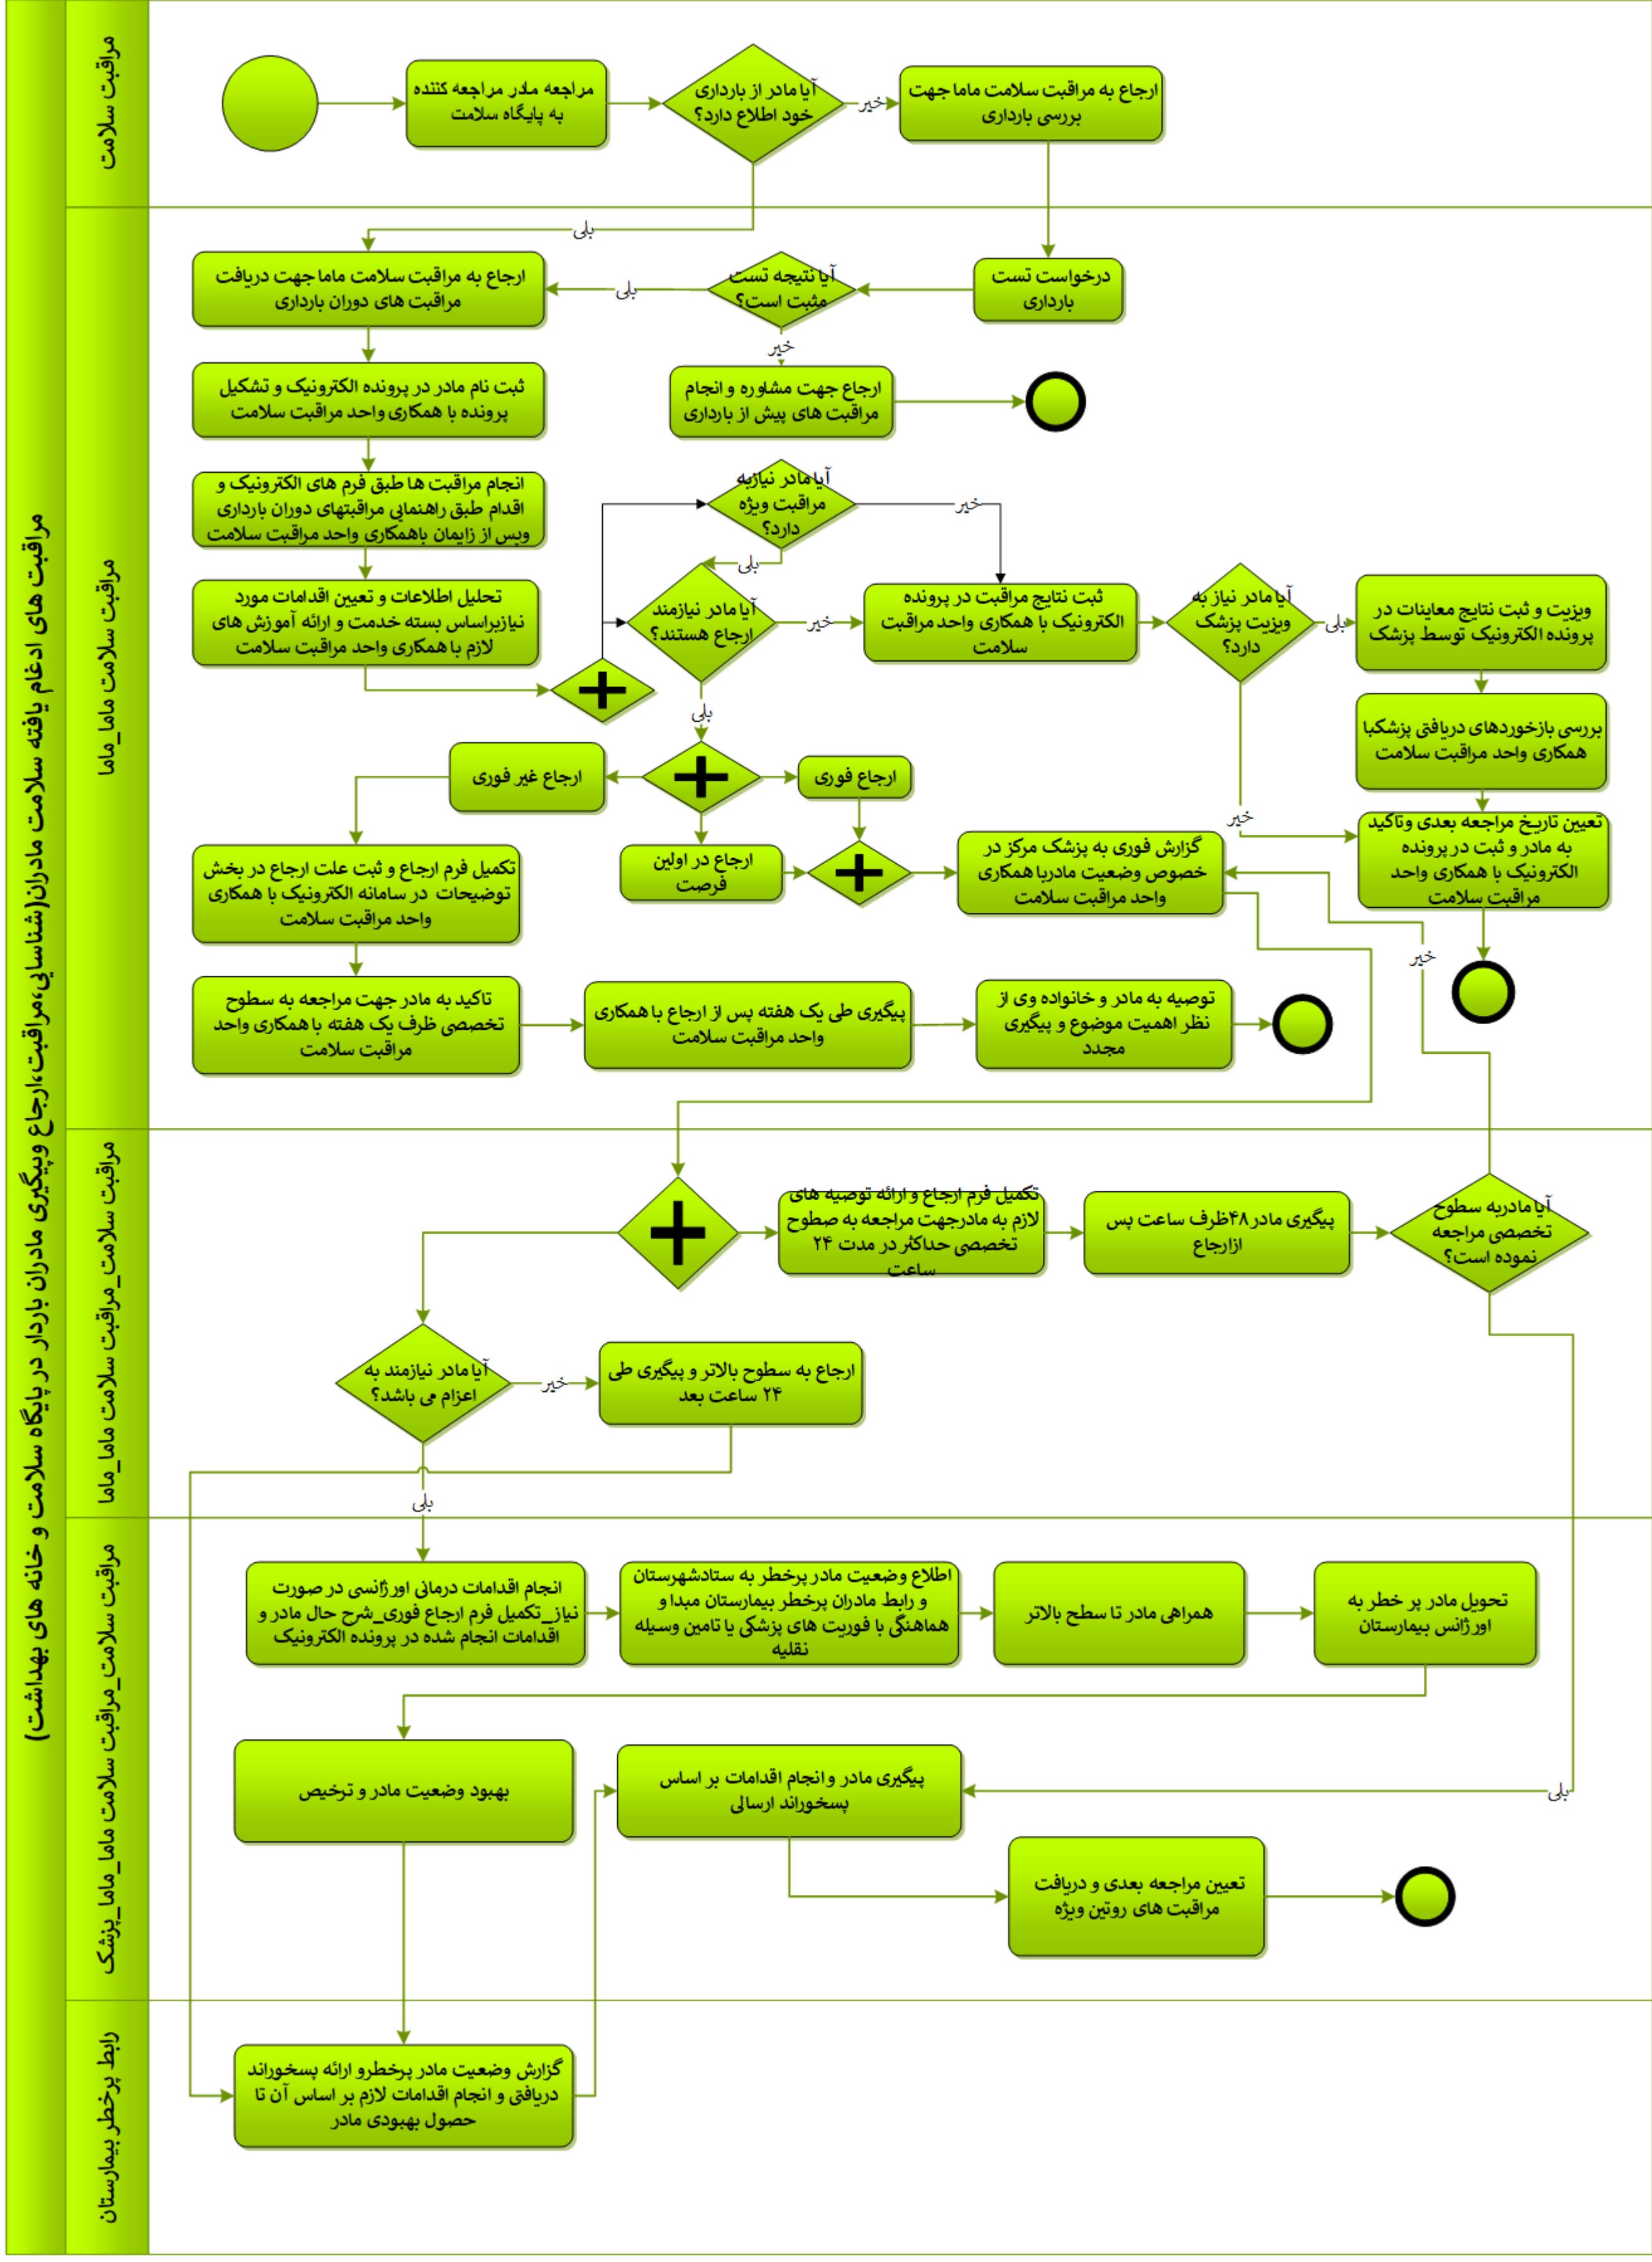 مراقبت های ادغام یافته سلامت مادران(شناسایی،مراقبت،ارجاع وپیگیری مادران باردار در پایگاه سلامت و خانه های بهداشت)
مراقبت سلامت
مراجعه مادر مراجعه کننده
به پایگاه سلامت
آیا مادر از بارداری
خود اطلاع دارد؟
خیر
ارجاع به مراقبت سلامت ماما جهت
بررسی بارداری
بلی
مراقبت سلامت ماما_ماما
درخواست تست
بارداری
آیا نتیجه تست
مثبت است؟
بلی
ارجاع به مراقبت سلامت ماما جهت دریافت
مراقبت های دوران بارداری
خیر
ارجاع جهت مشاوره و انجام
مراقبت های پیش از بارداری
ثبت نام مادر در پرونده الکترونیک و تشکیل
پرونده با همکاری واحد مراقبت سلامت
انجام مراقبت ها طبق فرم های الکترونیک و
اقدام طبق راهنمایی مراقبتهای دوران بارداری
وپس از زایمان باهمکاری واحد مراقبت سلامت
تحلیل اطلاعات و تعیین اقدامات مورد
نیازبراساس بسته خدمت و ارائه آموزش های
لازم با همکاری واحد مراقبت سلامت
آیا مادر نیازبه
مراقبت ویژه
دارد؟
خیر
بلی
آیا مادر نیازمند
ارجاع هستند؟
خیر
ثبت نتایج مراقبت در پرونده
الکترونیک با همکاری واحد مراقبت
سلامت
آیا مادر نیاز به
ویزیت پزشک
دارد؟
بلی
ویزیت و ثبت نتایج معاینات در
پرونده الکترونیک توسط پزشک
بررسی بازخوردهای دریافتی پزشکبا
همکاری واحد مراقبت سلامت
خیر
تعیین تاریخ مراجعه بعدی وتاکید
به مادر و ثبت در پرونده
الکترونیک با همکاری واحد
مراقبت سلامت
بلی
ارجاع غیر فوری
ارجاع فوری
ارجاع در اولین
فرصت
گزارش فوری به پزشک مرکز در
خصوص وضعیت مادربا همکاری
واحد مراقبت سلامت
تکمیل فرم ارجاع و ثبت علت ارجاع در بخش
توضیحات در سامانه الکترونیک با همکاری
واحد مراقبت سلامت
تاکید به مادر جهت مراجعه به سطوح
تخصصی ظرف یک هفته با همکاری واحد
مراقبت سلامت
پیگیری طی یک هفته پس از ارجاع با همکاری
واحد مراقبت سلامت
توصیه به مادر و خانواده وی از
نظر اهمیت موضوع و پیگیری
مجدد
خیر
مراقبت سلامت_مراقبت سلامت ماما_ماما
تکمیل فرم ارجاع و ارائه توصیه های
لازم به مادرجهت مراجعه به صطوح
تخصصی حداکثر در مدت ۲۴
ساعت
پیگیری مادر ۴۸ظرف ساعت پس
ازارجاع
آیا مادربه سطوح
تخصصی مراجعه
نموده است؟
آیا مادر نیازمند به
اعزام می باشد؟
خیر
ارجاع به سطوح بالاتر و پیگیری طی
۲۴ ساعت بعد
بلی
مراقبت سلامت_مراقبت سلامت ماما_ماما_پزشک
انجام اقدامات درمانی اورژانسی در صورت
نیاز_تکمیل فرم ارجاع فوری_شرح حال مادر و
اقدامات انجام شده در پرونده الکترونیک
اطلاع وضعیت مادر پرخطر به ستادشهرستان
و رابط مادران پرخطر بیمارستان مبدا و
هماهنگی با فوریت های پزشکی یا تامین وسیله
نقلیه
همراهی مادر تا سطح بالاتر
تحویل مادر پر خطر به
اورژانس بیمارستان
بهبود وضعیت مادر و ترخیص
پیگیری مادر و انجام اقدامات بر اساس
پسخوراند ارسالی
بلی
تعیین مراجعه بعدی و دریافت
مراقبت های روتین ویژه
رابط پرخطر بیمارستان
گزارش وضعیت مادر پرخطرو ارائه پسخوراند
دریافتی و انجام اقدامات لازم بر اساس آن تا
حصول بهبودی مادر